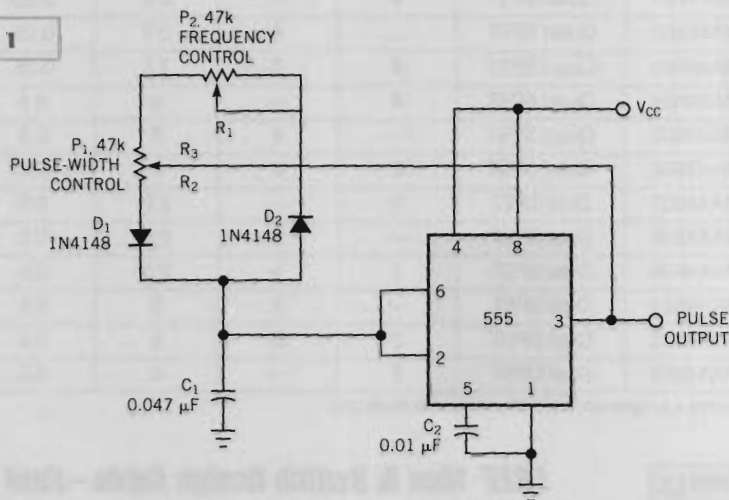 1
P2, 47k
FREQUENCY
CONTROL
R1
VCC
P1, 47k
PULSE-WIDTH
CONTROL
R3
R2
D1
1N4148
D2
1N4148
4
8
6
555
3
PULSE
OUTPUT
2
5
1
C1
0.047 µF
C2
0.01 µF